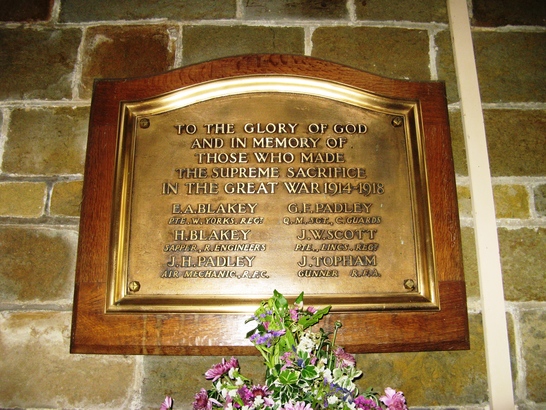 TO THE GLORY OF GOD
AND IN MEMORY OF
THOSE WHO MADE
THE SUPREME SACRIFICE
IN THE GREAT WAR 1914-1918
E.A. BLAKEY G.E. PADLEY
PTE. W. YORKS. REGT. Q.M. SGT., C. GUARDS
H. BLAKEY J.W. SCOTT
SAPPER., R. ENGINEERS PTE., LINCS., REGT.
J.H. PADLEY J. TOPHAM
AIR MECHANIC., R.F.C. GUNNER R.F.A.